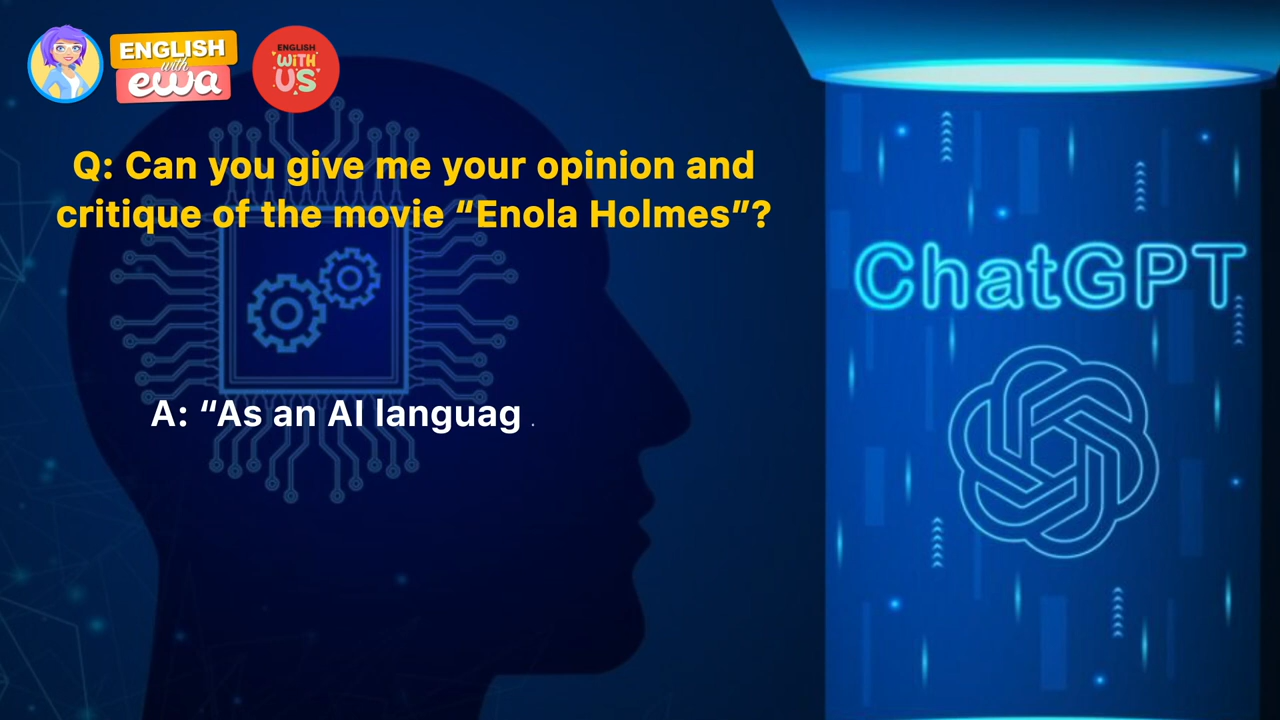 ENGLISH
with
ewa
ENGLISH
WITH
US
Q: Can you give me your opinion and
critique of the movie “Enola Holmes”?
ChatGPT
A: “As an AI languag .